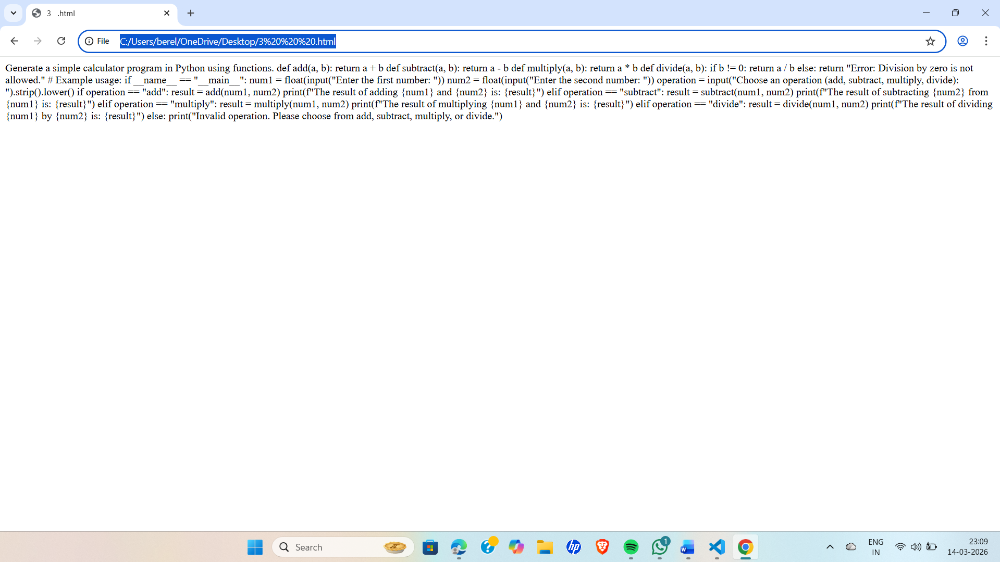 3 .html
File
C:/Users/berel/OneDrive/Desktop/3%20%20%20.html
Generate a simple calculator program in Python using functions. def add(a, b): return a + b def subtract(a, b): return a - b def multiply(a, b): return a * b def divide(a, b): if b != 0: return a / b else: return "Error: Division by zero is not
allowed." # Example usage: if __name__ == "__main__": num1 = float(input("Enter the first number: ")) num2 = float(input("Enter the second number: ")) operation = input("Choose an operation (add, subtract, multiply, divide):
").strip().lower() if operation == "add": result = add(num1, num2) print(f"The result of adding {num1} and {num2} is: {result}") elif operation == "subtract": result = subtract(num1, num2) print(f"The result of subtracting {num2} from
{num1} is: {result}") elif operation == "multiply": result = multiply(num1, num2) print(f"The result of multiplying {num1} and {num2} is: {result}") elif operation == "divide": result = divide(num1, num2) print(f"The result of dividing
{num1} by {num2} is: {result}") else: print("Invalid operation. Please choose from add, subtract, multiply, or divide.")
Search
hp
1
W
ENG
IN
23:09
14-03-2026